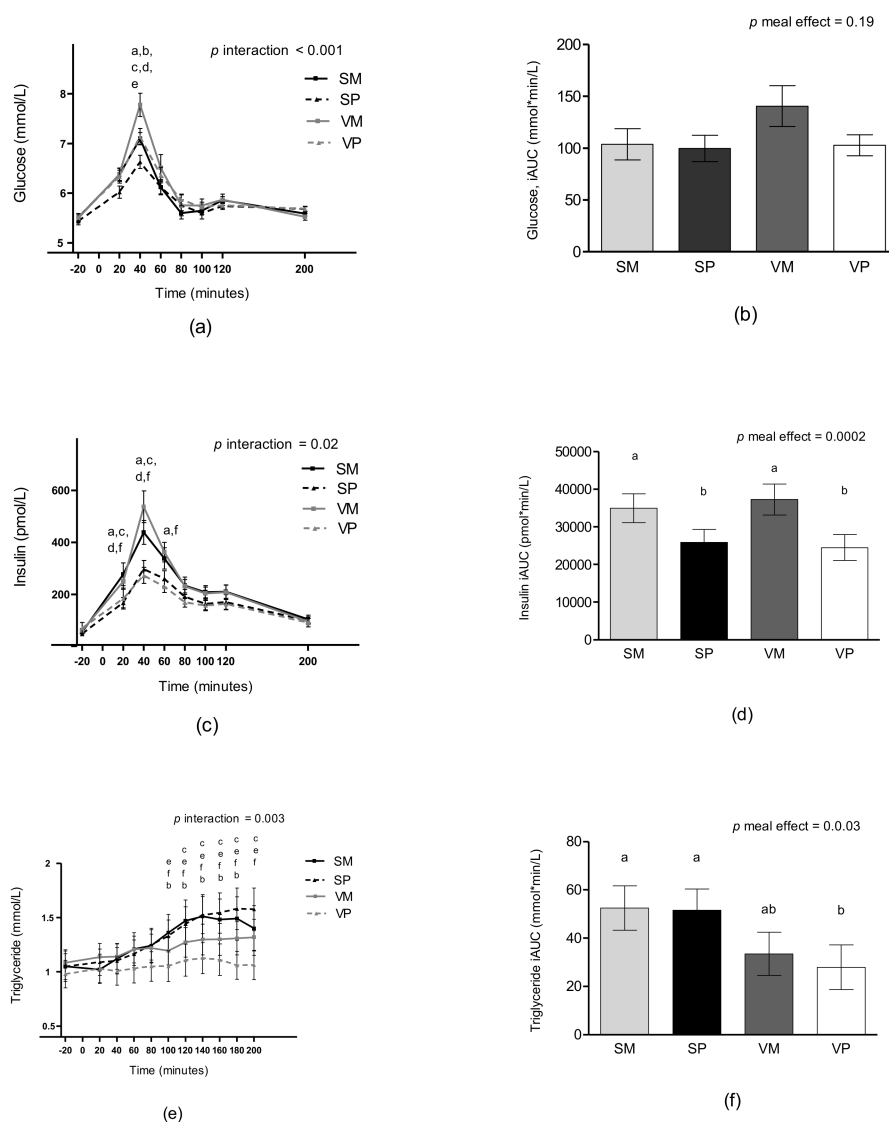 p interaction < 0.001
a,b,
c,d,
e
SM
SP
VM
VP
Glucose (mmol/L)
8
7
6
5
-20 0 20 40 60 80 100 120 200
Time (minutes)
(a)
p meal effect = 0.19
Glucose, iAUC (mmol*min/L)
200
150
100
50
0
SM SP VM VP
(b)
p interaction = 0.02
a,c,
d,f
a,c,
d,f
a,f
SM
SP
VM
VP
Insulin (pmol/L)
600
400
200
-20 0 20 40 60 80 100 120 200
Time (minutes)
(c)
p meal effect = 0.0002
Insulin iAUC (pmol*min/L)
50000
40000
30000
20000
10000
0
a b a b
SM SP VM VP
(d)
p interaction = 0.003
c c c c c
e e e e e e
f f f f f f
b b b b b
SM
SP
VM
VP
Triglyceride (mmol/L)
2
1.5
1
0.5
-20 0 20 40 60 80 100 120 140 160 180 200
Time (minutes)
(e)
p meal effect = 0.0.03
Triglyceride iAUC (mmol*min/L)
80
60
40
20
0
a a ab b
SM SP VM VP
(f)